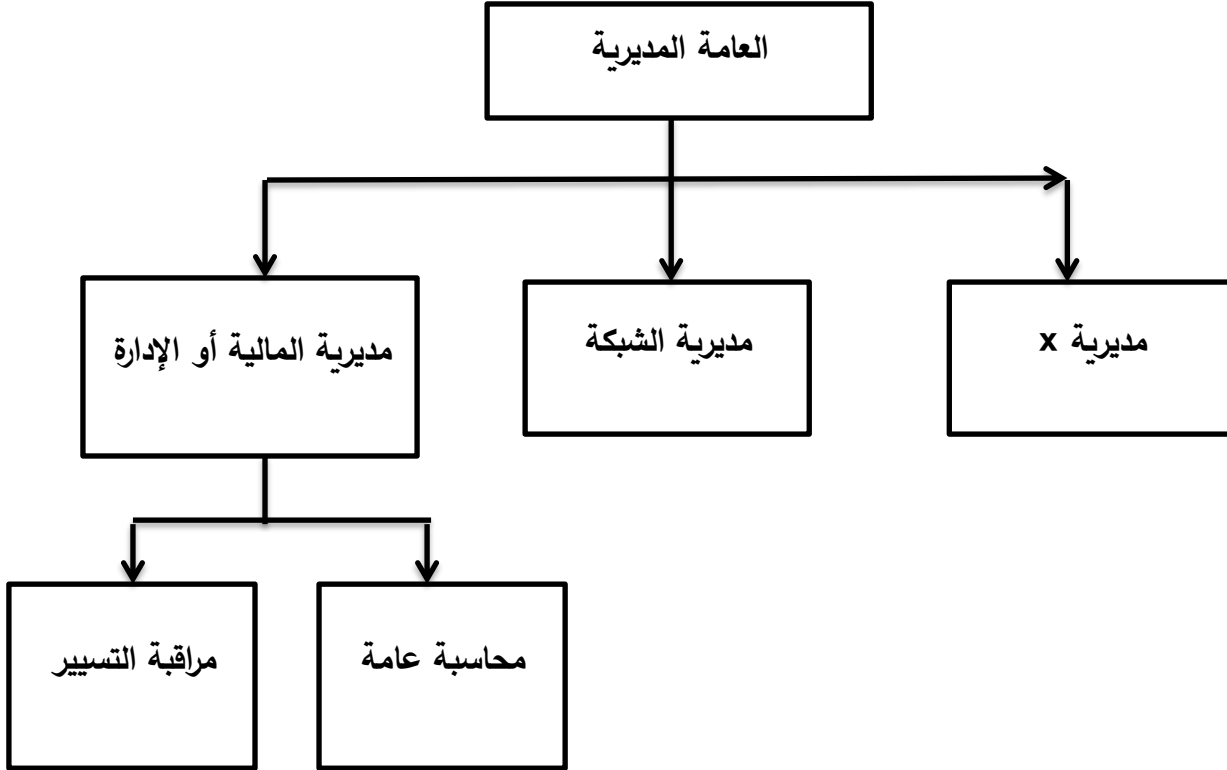 العامة المديرية
مديرية x
مديرية الشبكة
مديرية المالية أو الإدارة
محاسبة عامة
مراقبة التسيير